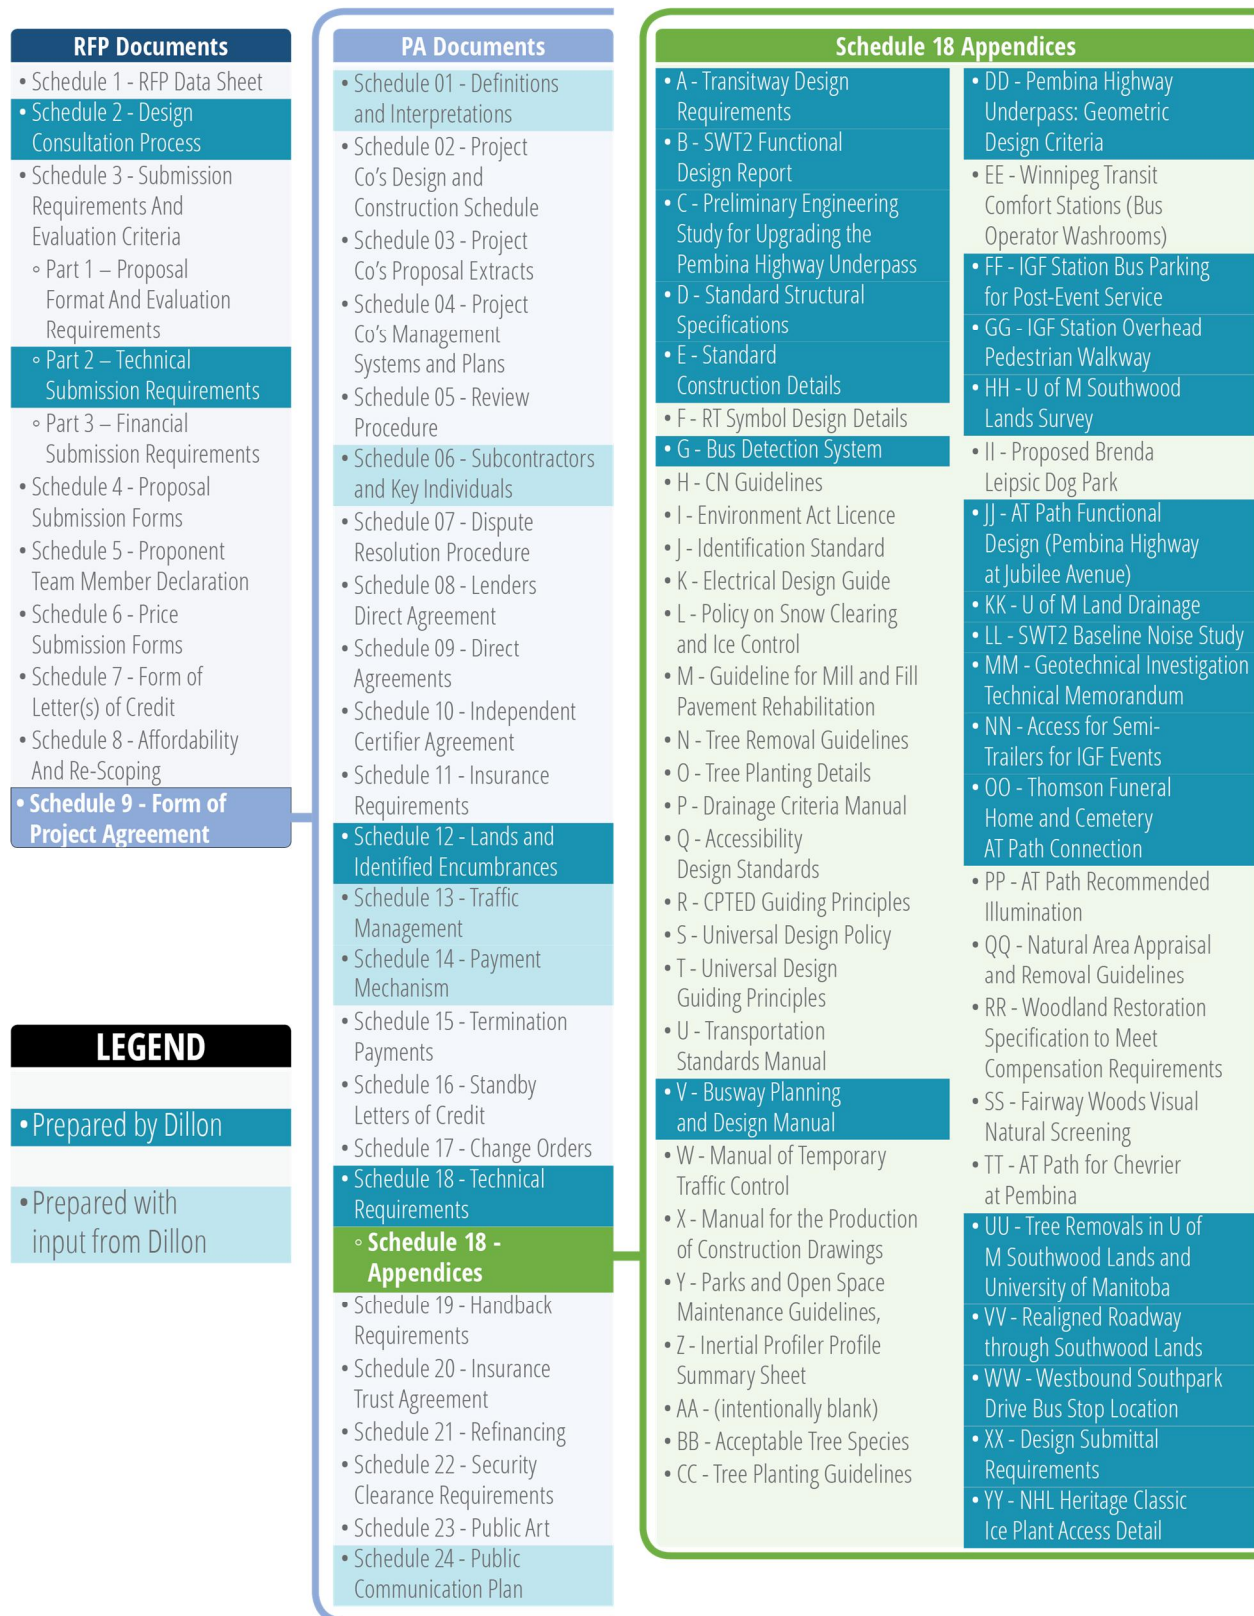 RFP Documents
• Schedule 1 - RFP Data Sheet
• Schedule 2 - Design
Consultation Process
• Schedule 3 - Submission
Requirements And
Evaluation Criteria
◦ Part 1 – Proposal
Format And Evaluation
Requirements
◦ Part 2 – Technical
Submission Requirements
◦ Part 3 – Financial
Submission Requirements
• Schedule 4 - Proposal
Submission Forms
• Schedule 5 - Proponent
Team Member Declaration
• Schedule 6 - Price
Submission Forms
• Schedule 7 - Form of
Letter(s) of Credit
• Schedule 8 - Affordability
And Re-Scoping
• Schedule 9 - Form of
Project Agreement
LEGEND
• Prepared by Dillon
• Prepared with
input from Dillon
PA Documents
• Schedule 01 - Definitions
and Interpretations
• Schedule 02 - Project
Co's Design and
Construction Schedule
• Schedule 03 - Project
Co's Proposal Extracts
• Schedule 04 - Project
Co's Management
Systems and Plans
• Schedule 05 - Review
Procedure
• Schedule 06 - Subcontractors
and Key Individuals
• Schedule 07 - Dispute
Resolution Procedure
• Schedule 08 - Lenders
Direct Agreement
• Schedule 09 - Direct
Agreements
• Schedule 10 - Independent
Certifier Agreement
• Schedule 11 - Insurance
Requirements
• Schedule 12 - Lands and
Identified Encumbrances
• Schedule 13 - Traffic
Management
• Schedule 14 - Payment
Mechanism
• Schedule 15 - Termination
Payments
• Schedule 16 - Standby
Letters of Credit
• Schedule 17 - Change Orders
• Schedule 18 - Technical
Requirements
◦ Schedule 18 -
Appendices
• Schedule 19 - Handback
Requirements
• Schedule 20 - Insurance
Trust Agreement
• Schedule 21 - Refinancing
• Schedule 22 - Security
Clearance Requirements
• Schedule 23 - Public Art
• Schedule 24 - Public
Communication Plan
Schedule 18 Appendices
• A - Transitway Design
Requirements
• B - SWT2 Functional
Design Report
• C - Preliminary Engineering
Study for Upgrading the
Pembina Highway Underpass
• D - Standard Structural
Specifications
• E - Standard
Construction Details
• F - RT Symbol Design Details
• G - Bus Detection System
• H - CN Guidelines
• I - Environment Act Licence
• J - Identification Standard
• K - Electrical Design Guide
• L - Policy on Snow Clearing
and Ice Control
• M - Guideline for Mill and Fill
Pavement Rehabilitation
• N - Tree Removal Guidelines
• O - Tree Planting Details
• P - Drainage Criteria Manual
• Q - Accessibility
Design Standards
• R - CPTED Guiding Principles
• S - Universal Design Policy
• T - Universal Design
Guiding Principles
• U - Transportation
Standards Manual
• V - Busway Planning
and Design Manual
• W - Manual of Temporary
Traffic Control
• X - Manual for the Production
of Construction Drawings
• Y - Parks and Open Space
Maintenance Guidelines,
• Z - Inertial Profiler Profile
Summary Sheet
• AA - (intentionally blank)
• BB - Acceptable Tree Species
• CC - Tree Planting Guidelines
• DD - Pembina Highway
Underpass: Geometric
Design Criteria
• EE - Winnipeg Transit
Comfort Stations (Bus
Operator Washrooms)
• FF - IGF Station Bus Parking
for Post-Event Service
• GG - IGF Station Overhead
Pedestrian Walkway
• HH - U of M Southwood
Lands Survey
• II - Proposed Brenda
Leipsic Dog Park
• JJ - AT Path Functional
Design (Pembina Highway
at Jubilee Avenue)
• KK - U of M Land Drainage
• LL - SWT2 Baseline Noise Study
• MM - Geotechnical Investigation
Technical Memorandum
• NN - Access for Semi-
Trailers for IGF Events
• OO - Thomson Funeral
Home and Cemetery
AT Path Connection
• PP - AT Path Recommended
Illumination
• QQ - Natural Area Appraisal
and Removal Guidelines
• RR - Woodland Restoration
Specification to Meet
Compensation Requirements
• SS - Fairway Woods Visual
Natural Screening
• TT - AT Path for Chevrier
at Pembina
• UU - Tree Removals in U of
M Southwood Lands and
University of Manitoba
• VV - Realigned Roadway
through Southwood Lands
• WW - Westbound Southpark
Drive Bus Stop Location
• XX - Design Submittal
Requirements
• YY - NHL Heritage Classic
Ice Plant Access Detail